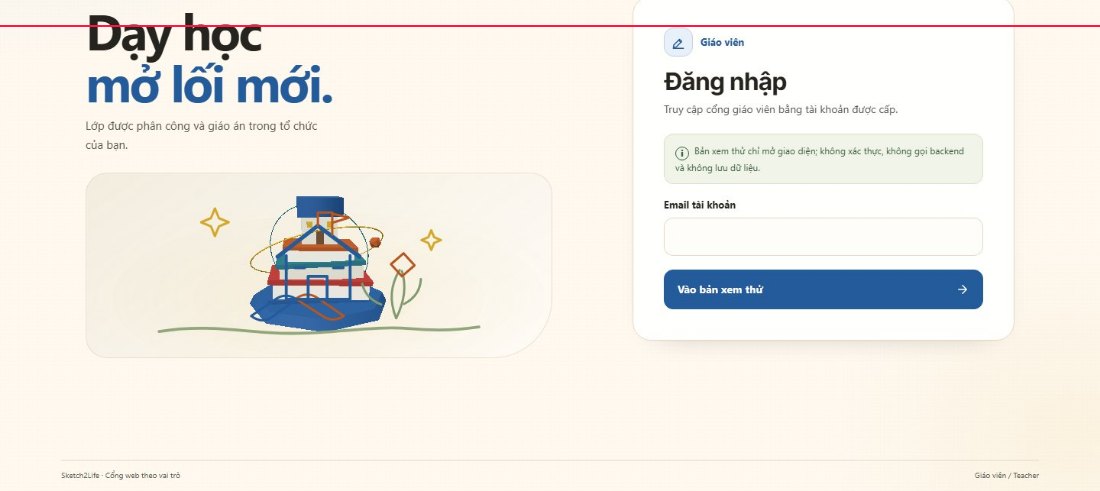 Dạy học
mở lối mới.
Lớp được phân công và giáo án trong tổ chức
của bạn.
Giáo viên
Đăng nhập
Truy cập cổng giáo viên bằng tài khoản được cấp.
Bản xem thử chỉ mở giao diện; không xác thực, không gọi backend
và không lưu dữ liệu.
Email tài khoản
Vào bản xem thử
Sketch2Life · Cổng web theo vai trò
Giáo viên / Teacher